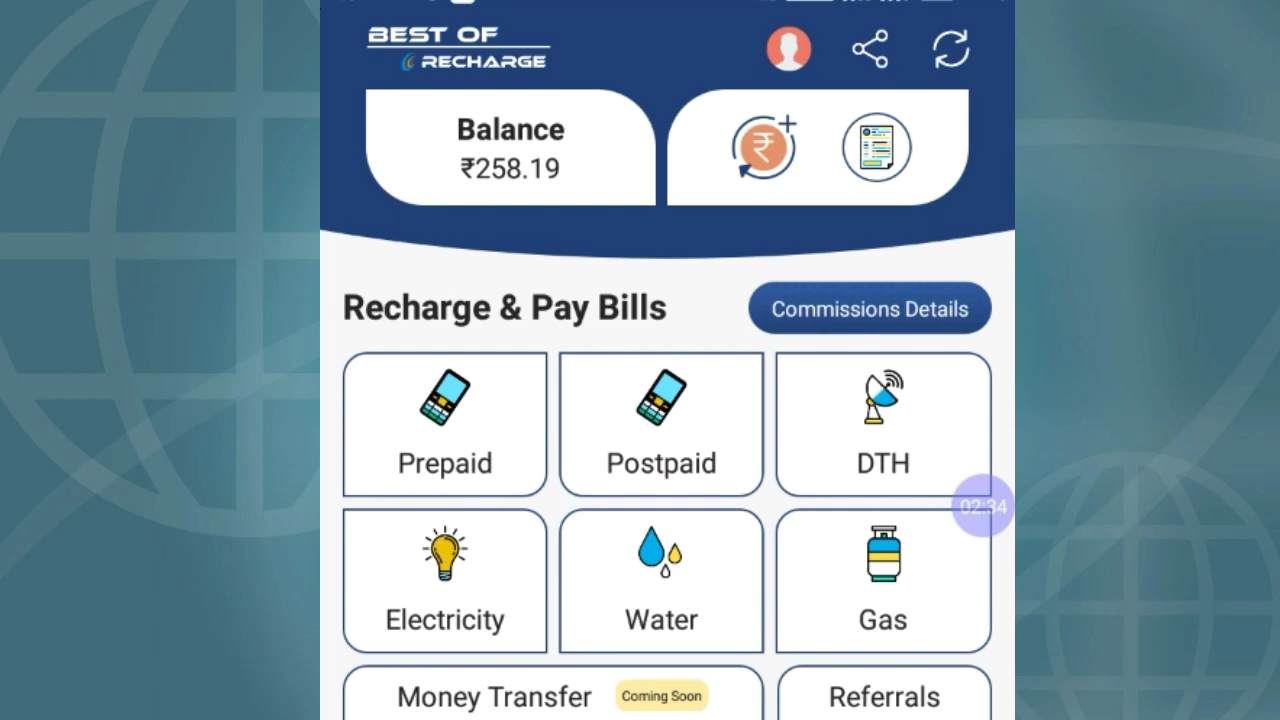 BEST OF
RECHARGE
Balance
₹258.19
Recharge & Pay Bills
Commissions Details
Prepaid
Postpaid
DTH
02:34
Electricity
Water
Gas
Money Transfer
Coming Soon
Referrals